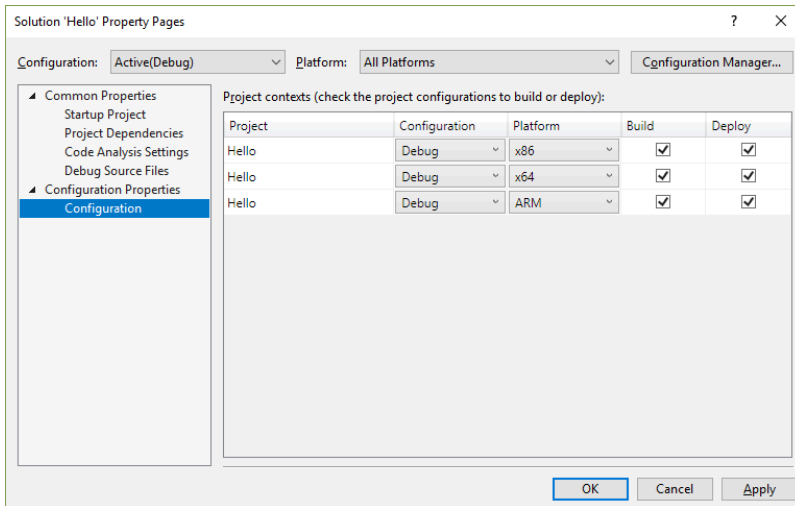 Solution 'Hello' Property Pages ?
Configuration: Active(Debug) Platform: All Platforms Configuration Manager...
Common Properties
Startup Project
Project Dependencies
Code Analysis Settings
Debug Source Files
Configuration Properties
Configuration
Project contexts (check the project configurations to build or deploy):
Project Configuration Platform Build Deploy
Hello Debug x86
Hello Debug x64
Hello Debug ARM
OK Cancel Apply